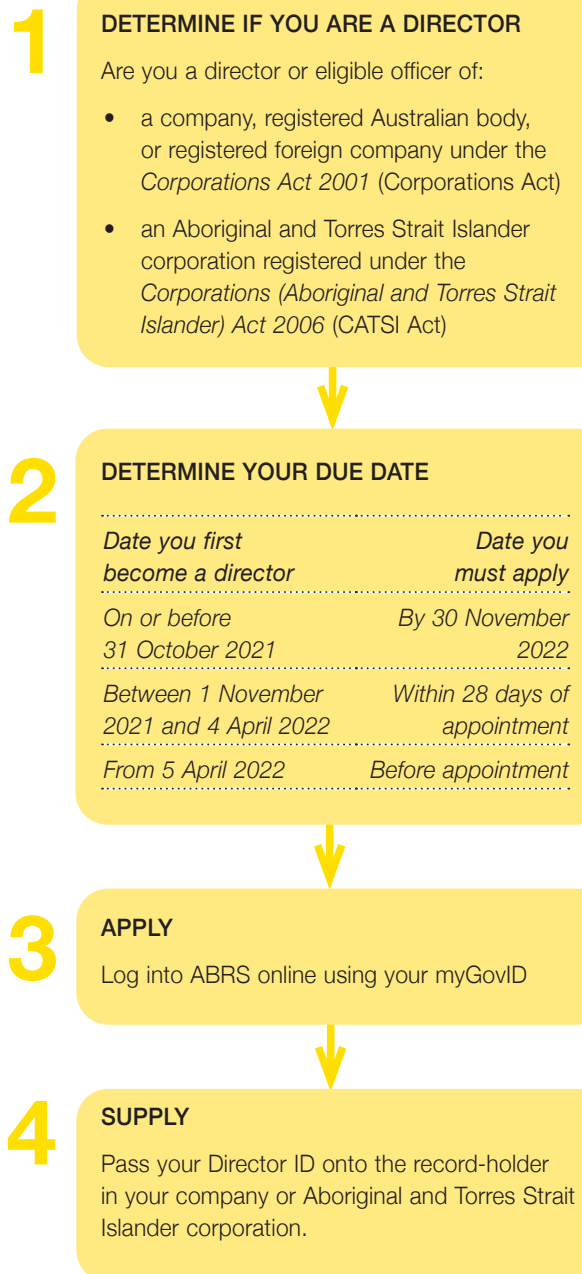 1
DETERMINE IF YOU ARE A DIRECTOR
Are you a director or eligible officer of:
• a company, registered Australian body,
or registered foreign company under the
Corporations Act 2001 (Corporations Act)
• an Aboriginal and Torres Strait Islander
corporation registered under the
Corporations (Aboriginal and Torres Strait
Islander) Act 2006 (CATSI Act)
2
DETERMINE YOUR DUE DATE
Date you first Date you
become a director must apply
On or before By 30 November
31 October 2021 2022
Between 1 November Within 28 days of
2021 and 4 April 2022 appointment
From 5 April 2022 Before appointment
3
APPLY
Log into ABRS online using your myGovID
4
SUPPLY
Pass your Director ID onto the record-holder
in your company or Aboriginal and Torres Strait
Islander corporation.